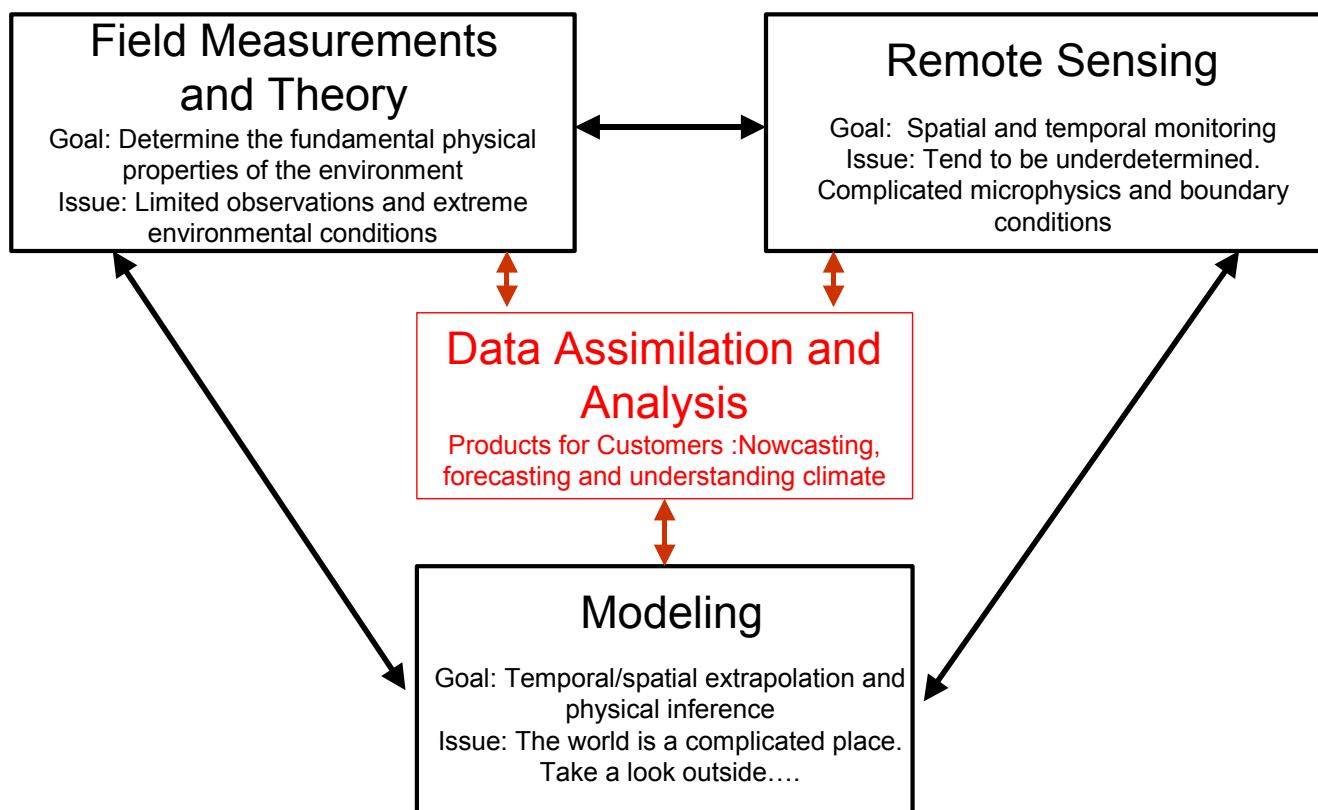 Field Measurements
and Theory
Goal: Determine the fundamental physical
properties of the environment
Issue: Limited observations and extreme
environmental conditions
Remote Sensing
Goal:  Spatial and temporal monitoring
Issue: Tend to be underdetermined.
Complicated microphysics and boundary
conditions
Data Assimilation and
Analysis
Products for Customers :Nowcasting,
forecasting and understanding climate
Modeling
Goal: Temporal/spatial extrapolation and
physical inference
Issue: The world is a complicated place.
Take a look outside….